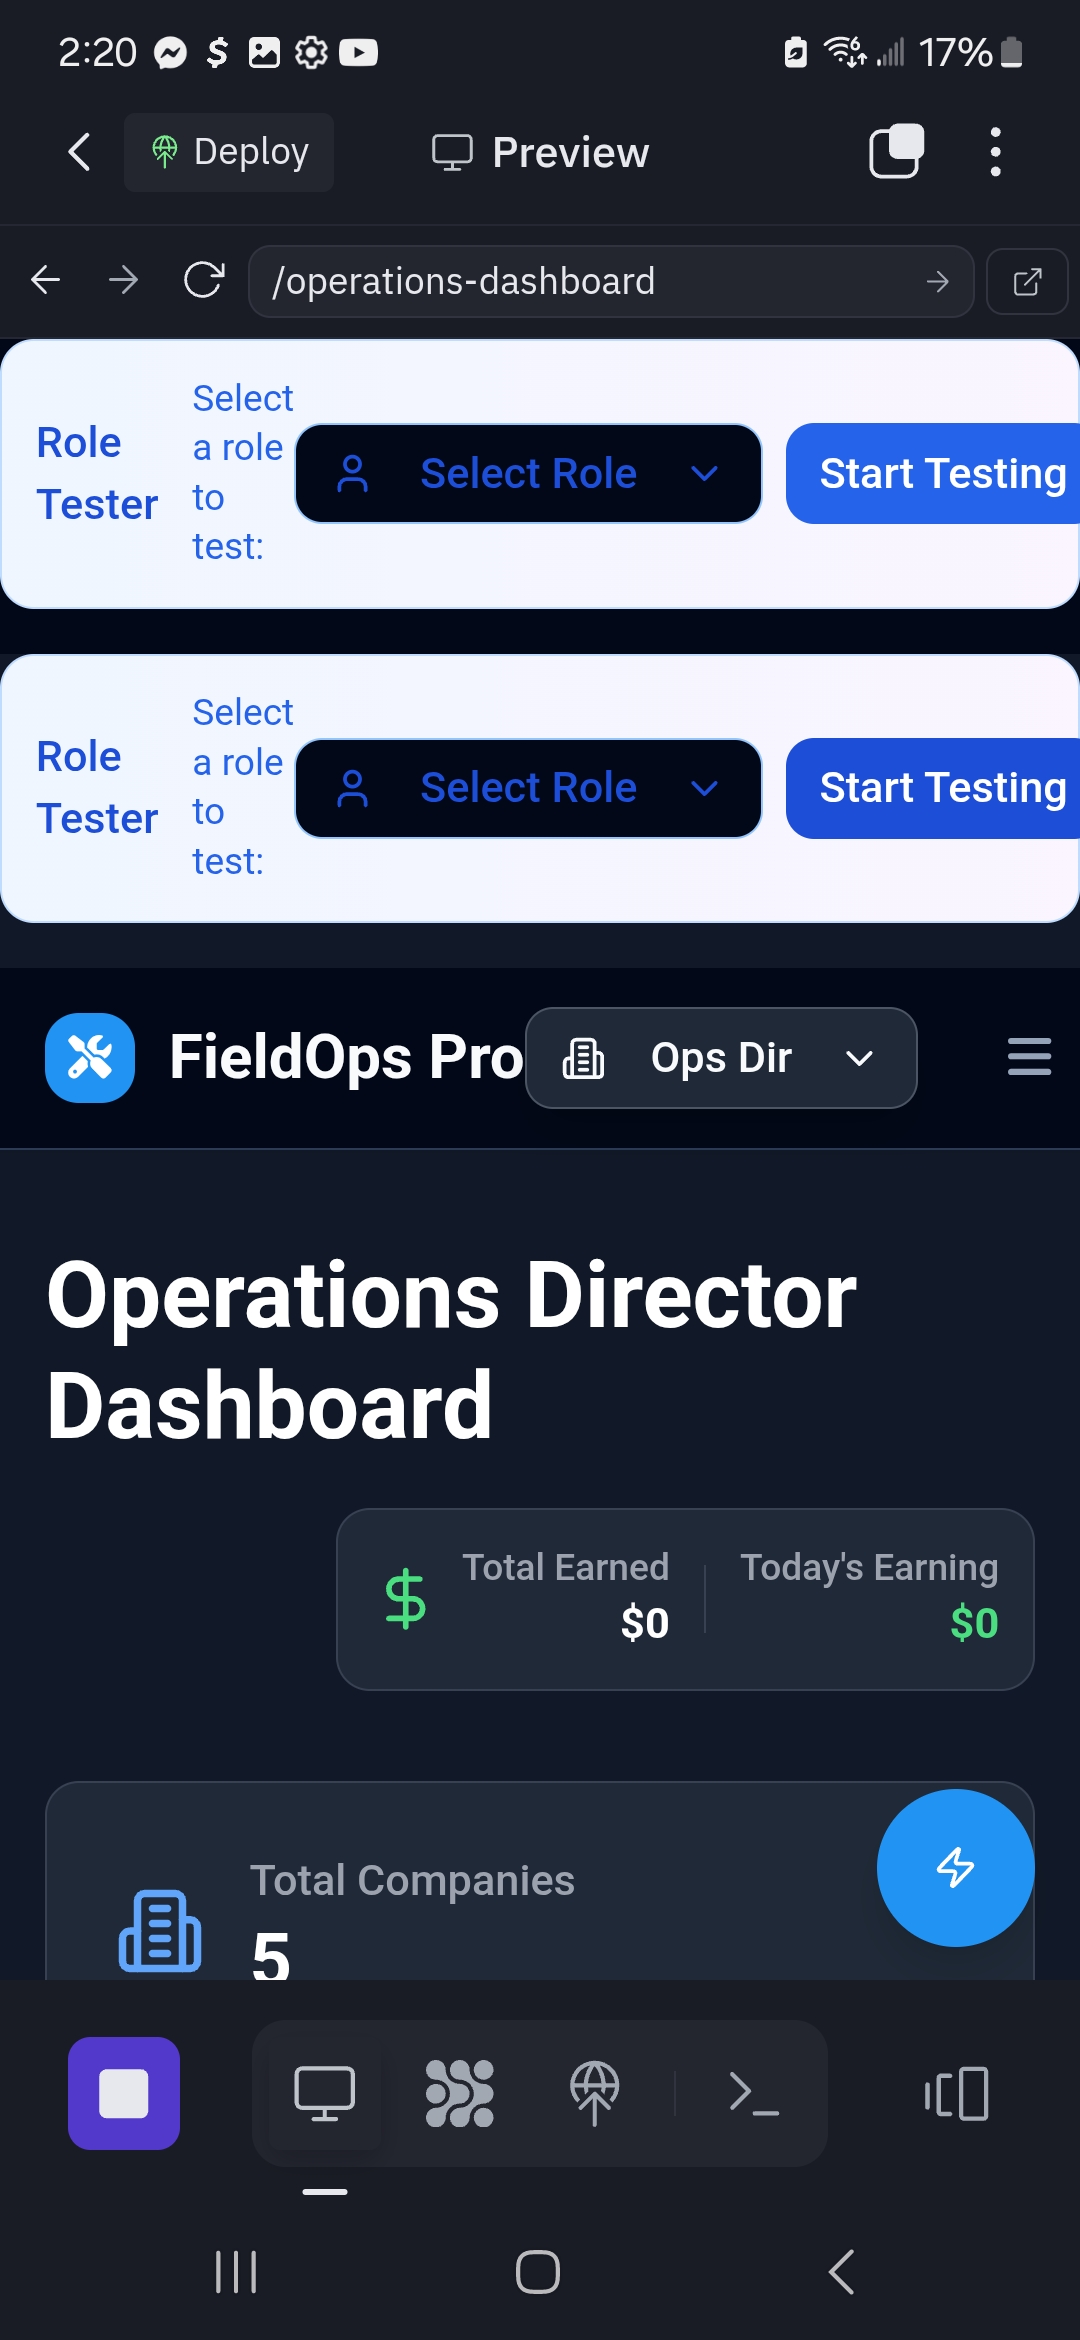 2:20
17%
Deploy
Preview
/operations-dashboard
Role
Tester
Select
a role
to
test:
Select Role
Start Testing
Role
Tester
Select
a role
to
test:
Select Role
Start Testing
FieldOps Pro
Ops Dir
Operations Director
Dashboard
Total Earned
$0
Today's Earning
$0
Total Companies
5